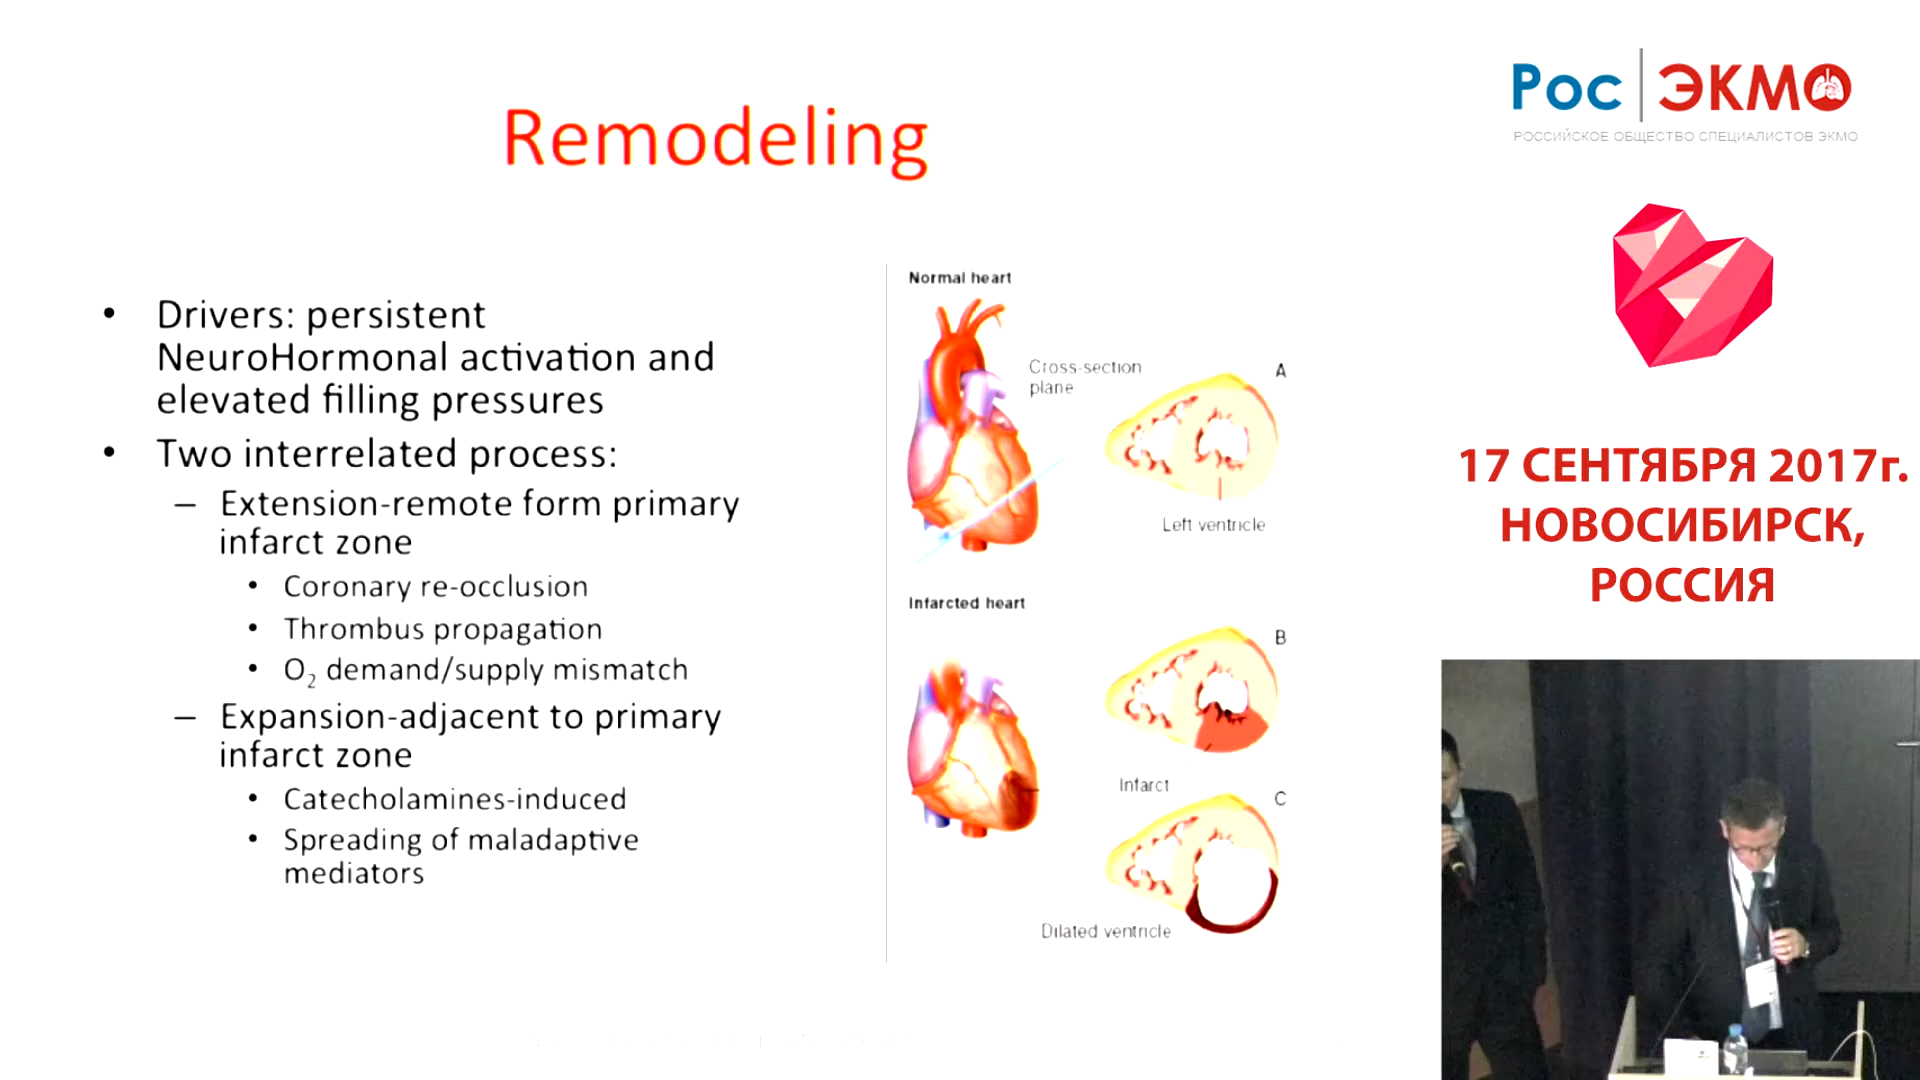 Remodeling
• Drivers: persistent
NeuroHormonal activation and
elevated filling pressures
• Two interrelated process:
– Extension-remote form primary
infarct zone
• Coronary re-occlusion
• Thrombus propagation
• O₂ demand/supply mismatch
– Expansion-adjacent to primary
infarct zone
• Catecholamines-induced
• Spreading of maladaptive
mediators
Normal heart
Cross-section
plane
A
Left ventricle
Infarcted heart
B
Infarct
C
Dilated ventricle
Рос ЭКМО
РОССИЙСКОЕ ОБЩЕСТВО СПЕЦИАЛИСТОВ ЭКМО
17 СЕНТЯБРЯ 2017г.
НОВОСИБИРСК,
РОССИЯ